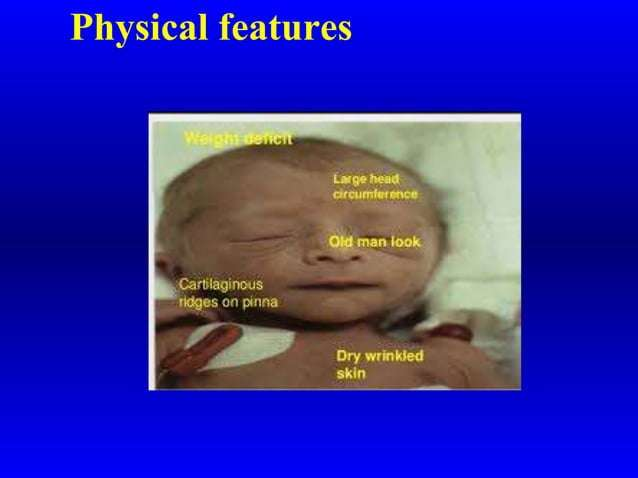 Physical features
Weight deficit
Large head
circumference
Old man look
Cartilaginous
ridges on pinna
Dry wrinkled
skin